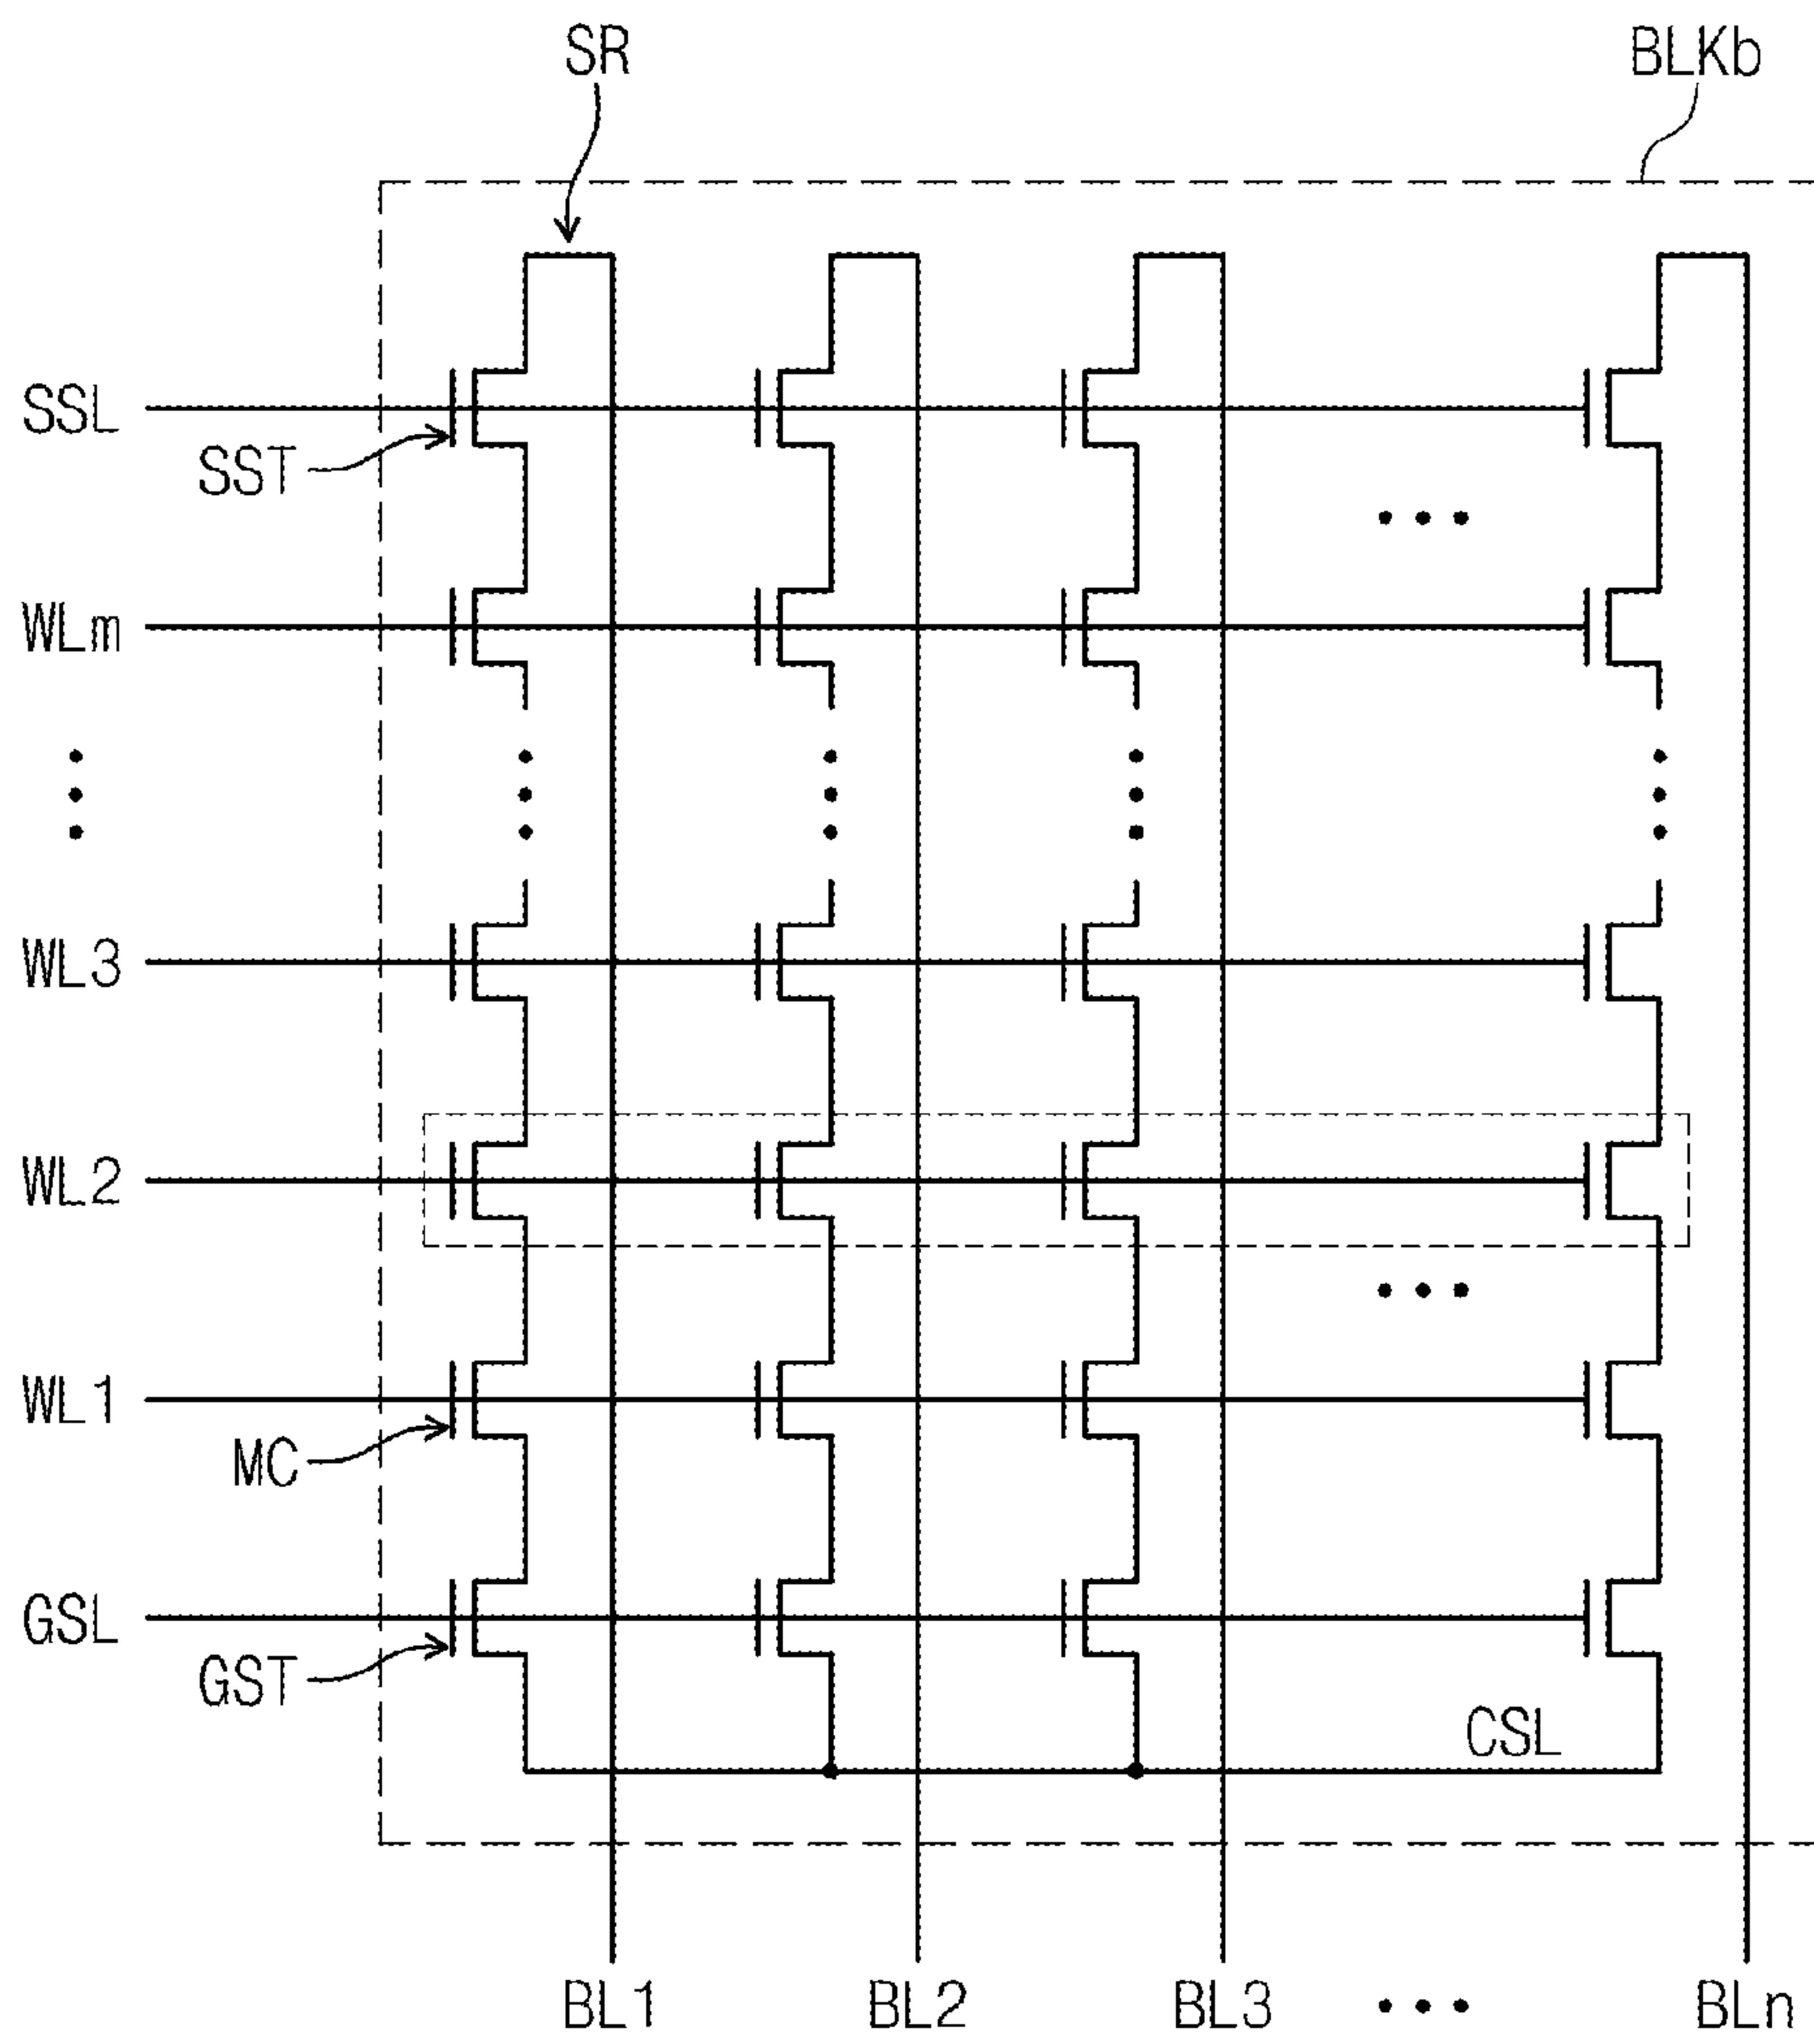 SR
BLKb
SSL
SST
WLm
WL3
WL2
WL1
MC
GSL
GST
CSL
BL1 BL2 BL3 ••• BLn